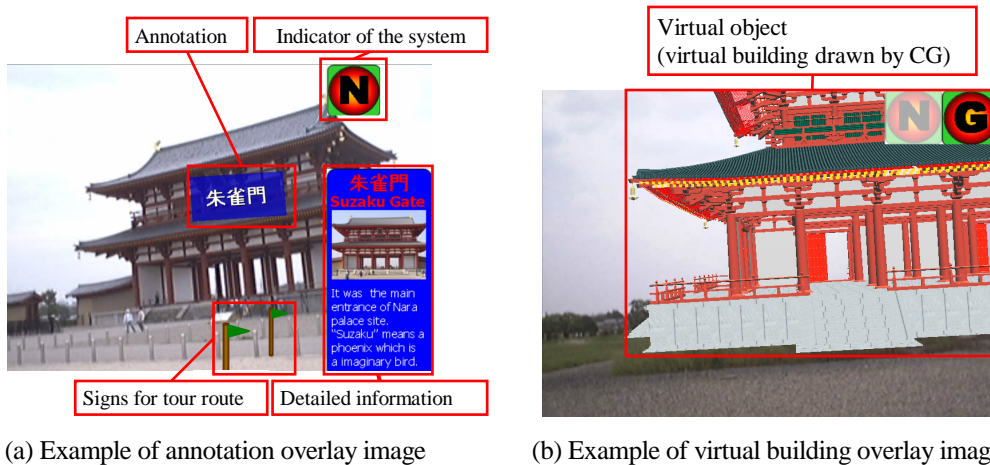 Annotation
Indicator of the system
N
朱雀門
朱雀門
Suzaku Gate
It was the main
entrance of Nara
palace site.
"Suzaku" means a
phoenix which is
a imaginary bird.
Signs for tour route
Detailed information
(a) Example of annotation overlay image
Virtual object
(virtual building drawn by CG)
N G
(b) Example of virtual building overlay imag